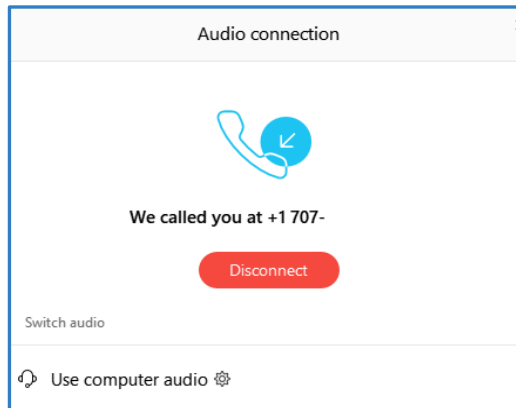 Audio connection
We called you at +1 707-
Disconnect
Switch audio
Use computer audio